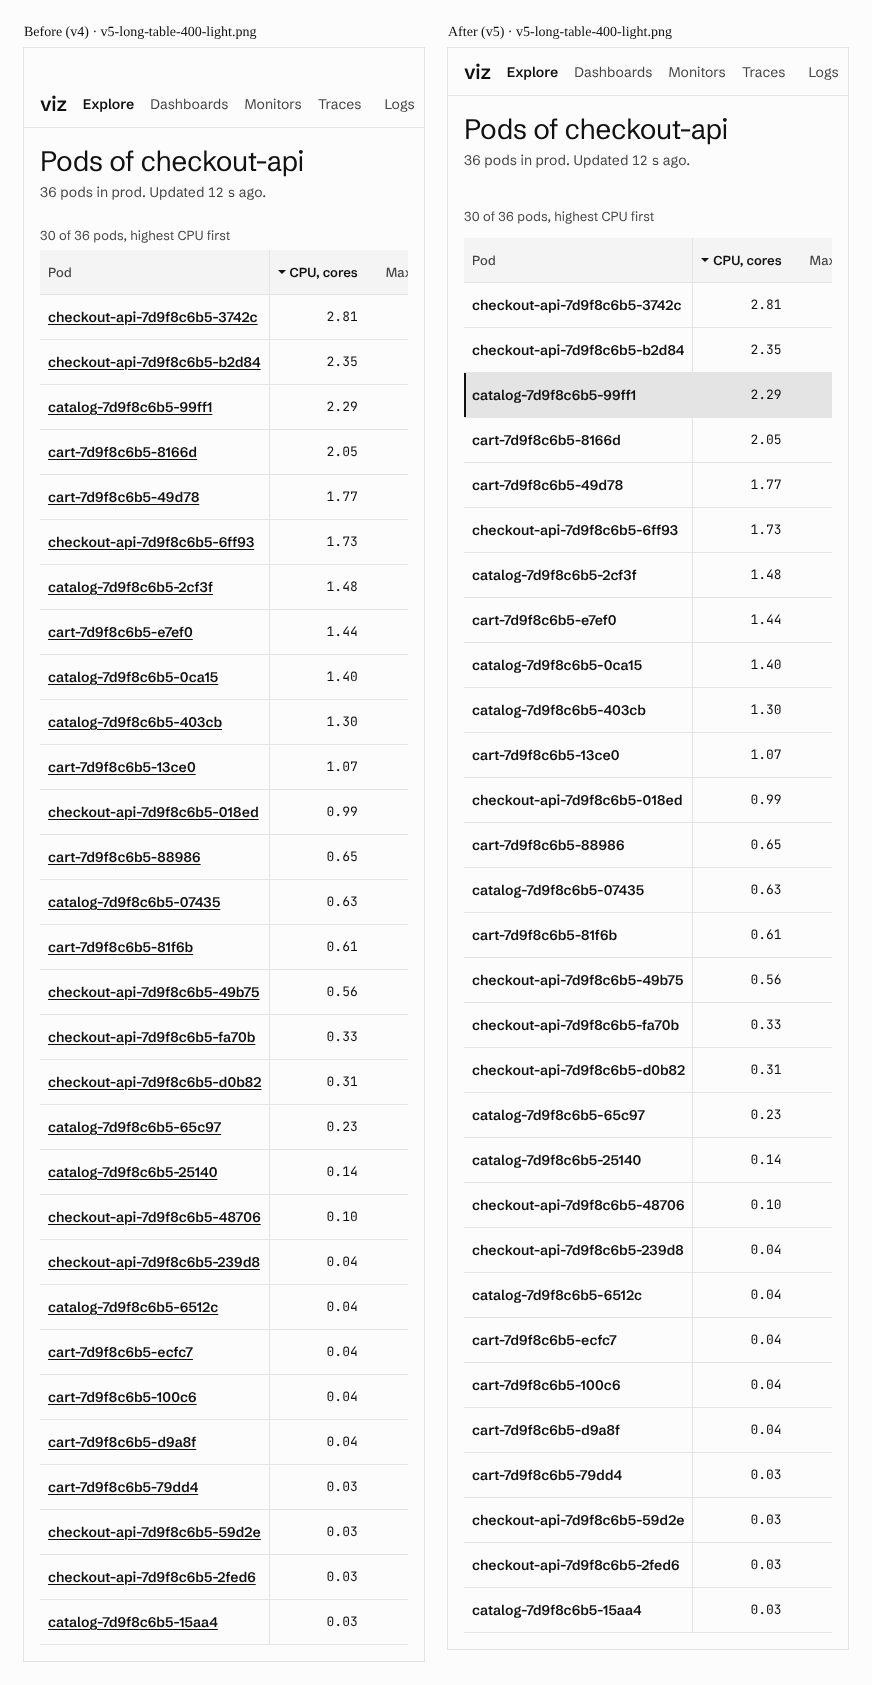 Before (v4) · v5-long-table-400-light.png
viz Explore Dashboards Monitors Traces Logs
Pods of checkout-api
36 pods in prod. Updated 12 s ago.
30 of 36 pods, highest CPU first
Pod CPU, cores Max
checkout-api-7d9f8c6b5-3742c 2.81
checkout-api-7d9f8c6b5-b2d84 2.35
catalog-7d9f8c6b5-99ff1 2.29
cart-7d9f8c6b5-8166d 2.05
cart-7d9f8c6b5-49d78 1.77
checkout-api-7d9f8c6b5-6ff93 1.73
catalog-7d9f8c6b5-2cf3f 1.48
cart-7d9f8c6b5-e7ef0 1.44
catalog-7d9f8c6b5-0ca15 1.40
catalog-7d9f8c6b5-403cb 1.30
cart-7d9f8c6b5-13ce0 1.07
checkout-api-7d9f8c6b5-018ed 0.99
cart-7d9f8c6b5-88986 0.65
catalog-7d9f8c6b5-07435 0.63
cart-7d9f8c6b5-81f6b 0.61
checkout-api-7d9f8c6b5-49b75 0.56
checkout-api-7d9f8c6b5-fa70b 0.33
checkout-api-7d9f8c6b5-d0b82 0.31
catalog-7d9f8c6b5-65c97 0.23
catalog-7d9f8c6b5-25140 0.14
checkout-api-7d9f8c6b5-48706 0.10
checkout-api-7d9f8c6b5-239d8 0.04
catalog-7d9f8c6b5-6512c 0.04
cart-7d9f8c6b5-ecfc7 0.04
cart-7d9f8c6b5-100c6 0.04
cart-7d9f8c6b5-d9a8f 0.04
cart-7d9f8c6b5-79dd4 0.03
checkout-api-7d9f8c6b5-59d2e 0.03
checkout-api-7d9f8c6b5-2fed6 0.03
catalog-7d9f8c6b5-15aa4 0.03
After (v5) · v5-long-table-400-light.png
viz Explore Dashboards Monitors Traces Logs
Pods of checkout-api
36 pods in prod. Updated 12 s ago.
30 of 36 pods, highest CPU first
Pod CPU, cores Max
checkout-api-7d9f8c6b5-3742c 2.81
checkout-api-7d9f8c6b5-b2d84 2.35
catalog-7d9f8c6b5-99ff1 2.29
cart-7d9f8c6b5-8166d 2.05
cart-7d9f8c6b5-49d78 1.77
checkout-api-7d9f8c6b5-6ff93 1.73
catalog-7d9f8c6b5-2cf3f 1.48
cart-7d9f8c6b5-e7ef0 1.44
catalog-7d9f8c6b5-0ca15 1.40
catalog-7d9f8c6b5-403cb 1.30
cart-7d9f8c6b5-13ce0 1.07
checkout-api-7d9f8c6b5-018ed 0.99
cart-7d9f8c6b5-88986 0.65
catalog-7d9f8c6b5-07435 0.63
cart-7d9f8c6b5-81f6b 0.61
checkout-api-7d9f8c6b5-49b75 0.56
checkout-api-7d9f8c6b5-fa70b 0.33
checkout-api-7d9f8c6b5-d0b82 0.31
catalog-7d9f8c6b5-65c97 0.23
catalog-7d9f8c6b5-25140 0.14
checkout-api-7d9f8c6b5-48706 0.10
checkout-api-7d9f8c6b5-239d8 0.04
catalog-7d9f8c6b5-6512c 0.04
cart-7d9f8c6b5-ecfc7 0.04
cart-7d9f8c6b5-100c6 0.04
cart-7d9f8c6b5-d9a8f 0.04
cart-7d9f8c6b5-79dd4 0.03
checkout-api-7d9f8c6b5-59d2e 0.03
checkout-api-7d9f8c6b5-2fed6 0.03
catalog-7d9f8c6b5-15aa4 0.03